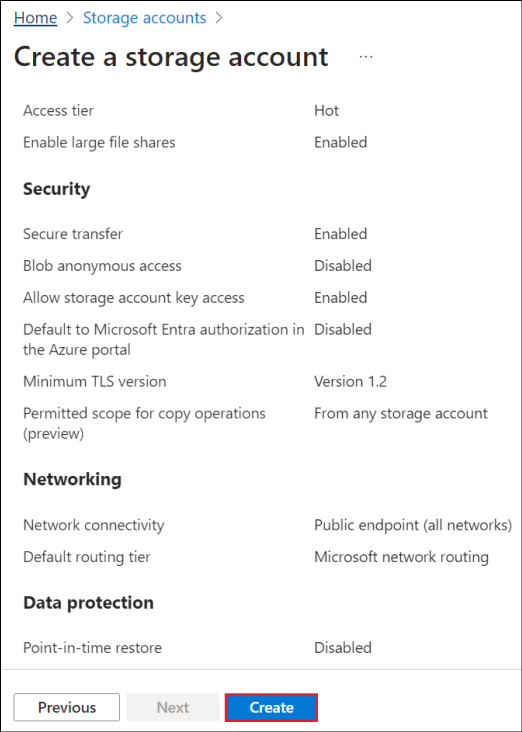 Home > Storage accounts >
Create a storage account ...
Access tier Hot
Enable large file shares Enabled
Security
Secure transfer Enabled
Blob anonymous access Disabled
Allow storage account key access Enabled
Default to Microsoft Entra authorization in Disabled
the Azure portal
Minimum TLS version Version 1.2
Permitted scope for copy operations From any storage account
(preview)
Networking
Network connectivity Public endpoint (all networks)
Default routing tier Microsoft network routing
Data protection
Point-in-time restore Disabled
Previous Next Create